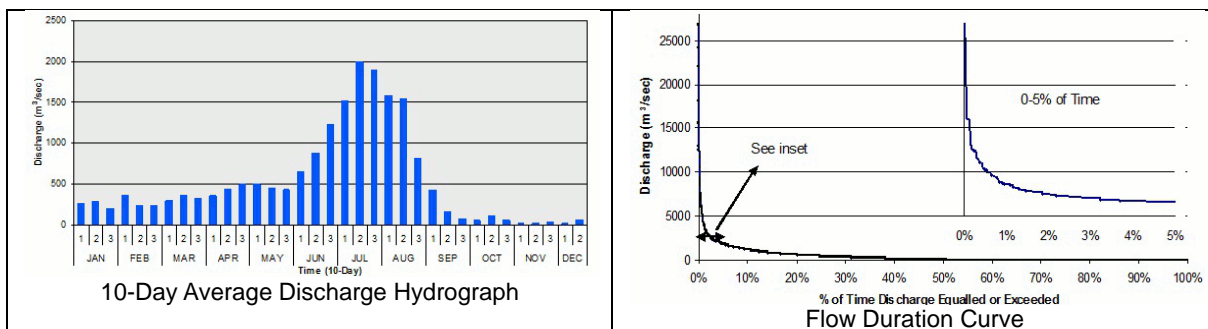 2500
2000
1500
1000
500
0
Discharge (m³/sec)
1 2 3 1 2 3 1 2 3 1 2 3 1 2 3 1 2 3 1 2 3 1 2 3 1 2 3 1 2 3 1 2 3 1 2
JAN FEB MAR APR MAY JUN JUL AUG SEP OCT NOV DEC
Time (10-Day)
10-Day Average Discharge Hydrograph
25000
20000
15000
10000
5000
0
Discharge (m³/sec)
0-5% of Time
See inset
0% 1% 2% 3% 4% 5%
0% 10% 20% 30% 40% 50% 60% 70% 80% 90% 100%
% of Time Discharge Equalled or Exceeded
Flow Duration Curve